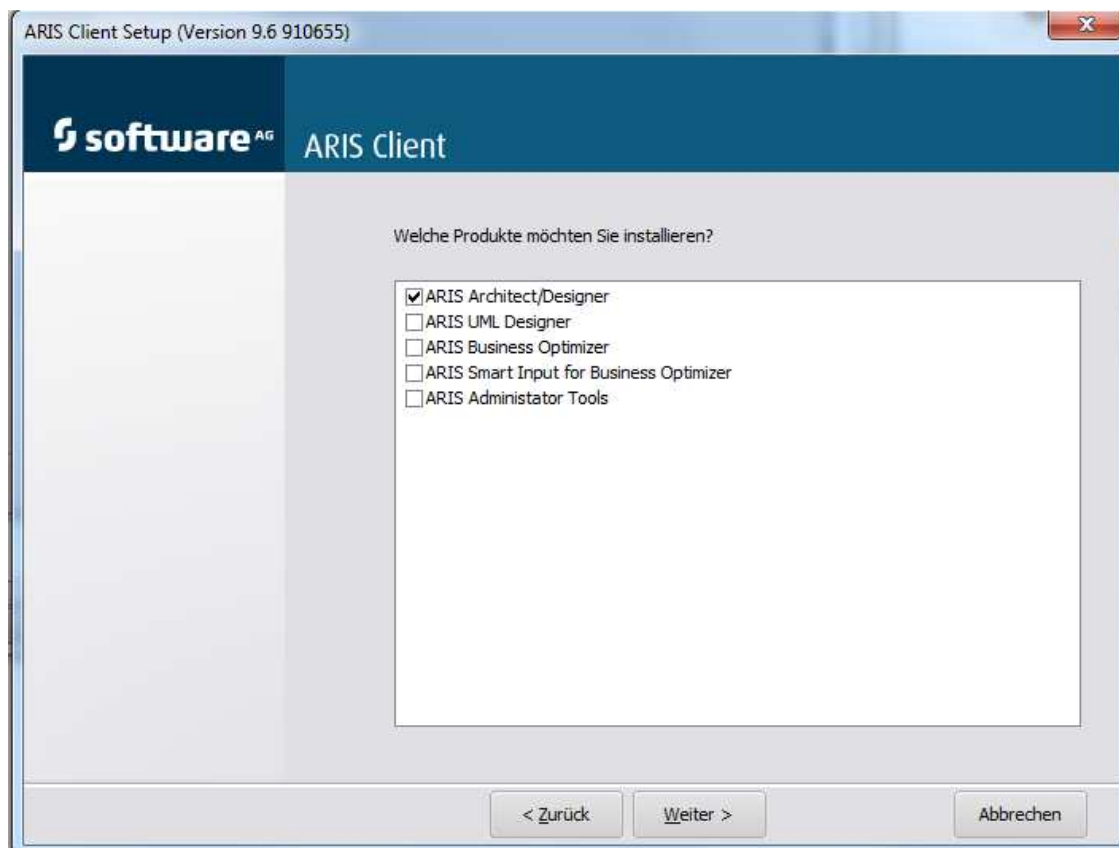 ARIS Client Setup (Version 9.6 910655)
software AG
ARIS Client
Welche Produkte möchten Sie installieren?
ARIS Architect/Designer
ARIS UML Designer
ARIS Business Optimizer
ARIS Smart Input for Business Optimizer
ARIS Administator Tools
< Zurück
Weiter >
Abbrechen